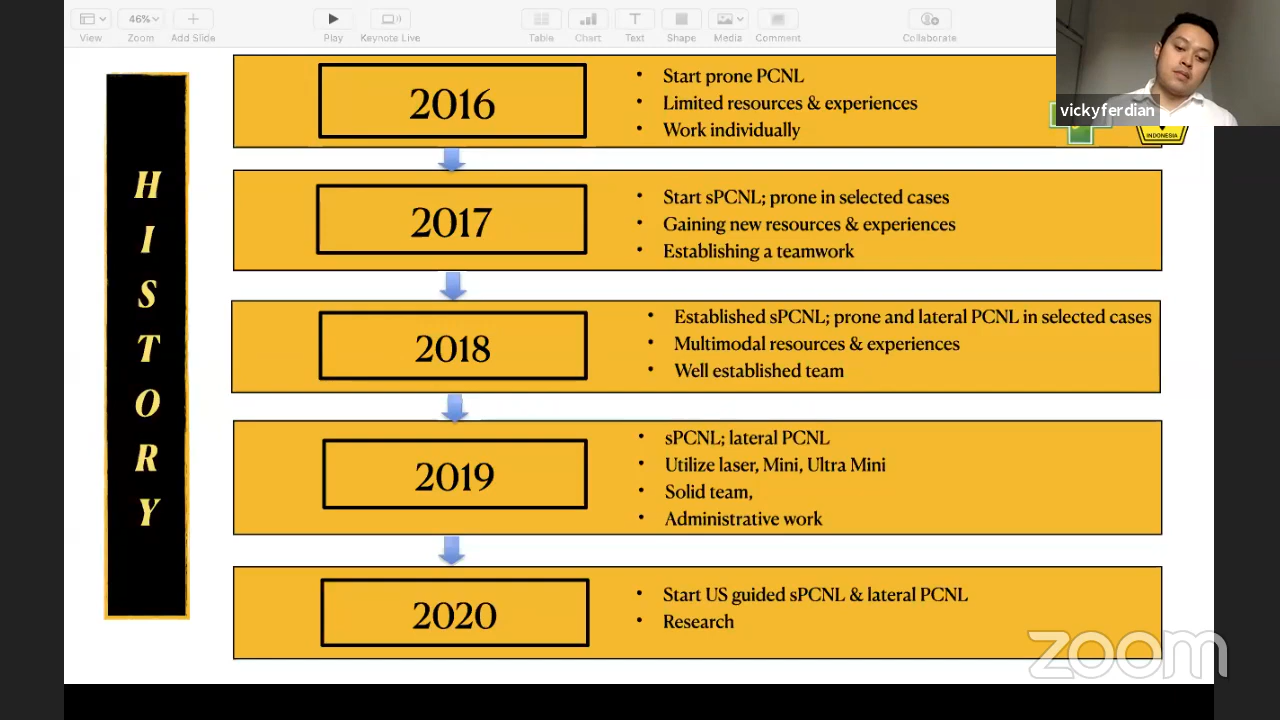 46%
View
Zoom
Add Slide
Play
Keynote Live
Table
Chart
Text
Shape
Media
Comment
Collaborate
vickyferdian
INDONESIA
HISTORY
2016
• Start prone PCNL
• Limited resources & experiences
• Work individually
2017
• Start sPCNL; prone in selected cases
• Gaining new resources & experiences
• Establishing a teamwork
2018
• Established sPCNL; prone and lateral PCNL in selected cases
• Multimodal resources & experiences
• Well established team
2019
• sPCNL; lateral PCNL
• Utilize laser, Mini, Ultra Mini
• Solid team,
• Administrative work
2020
• Start US guided sPCNL & lateral PCNL
• Research
zoom